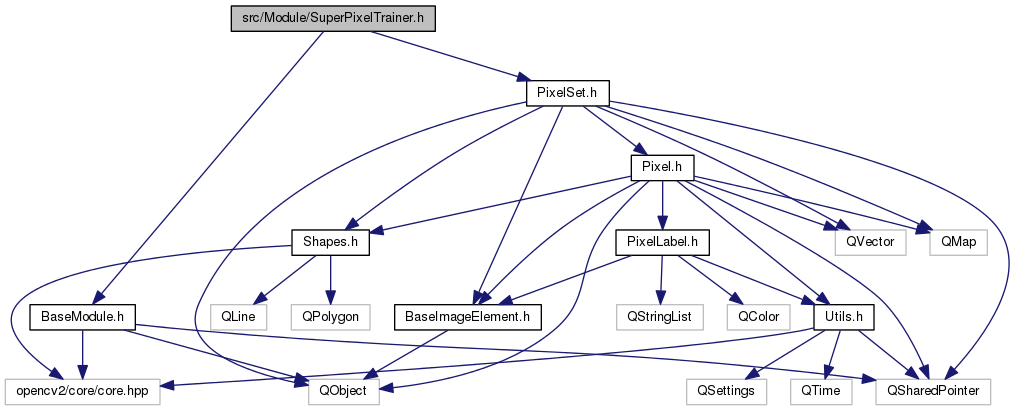 src/Module/SuperPixelTrainer.h
PixelSet.h
Pixel.h
Shapes.h
PixelLabel.h
QVector
QMap
BaseModule.h
QLine
QPolygon
BaseImageElement.h
QStringList
QColor
Utils.h
opencv2/core/core.hpp
QObject
QSettings
QTime
QSharedPointer